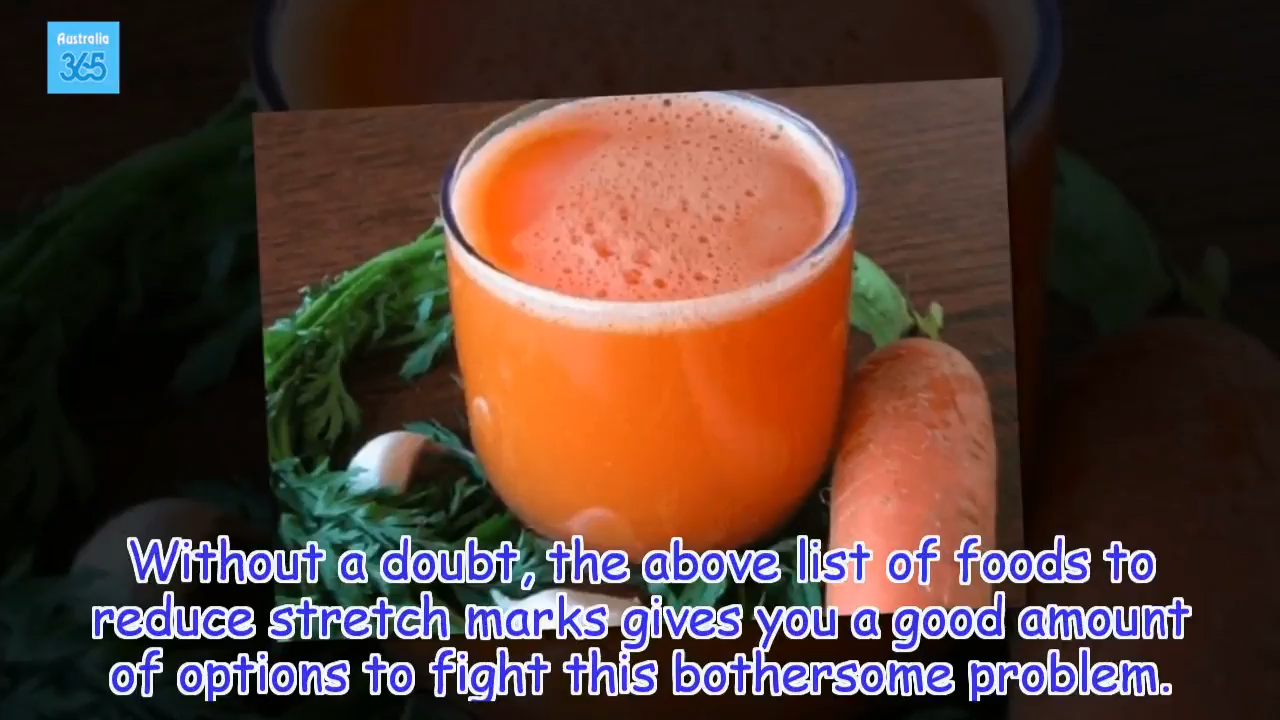 Australia
365
Without a doubt, the above list of foods to
reduce stretch marks gives you a good amount
of options to fight this bothersome problem.